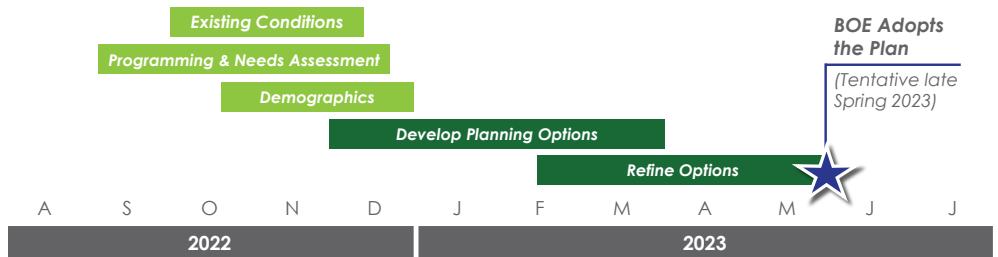 Existing Conditions
BOE Adopts
the Plan
Programming & Needs Assessment
(Tentative late
Spring 2023)
Demographics
Develop Planning Options
Refine Options
A S O N D J F M A M J J
2022 2023